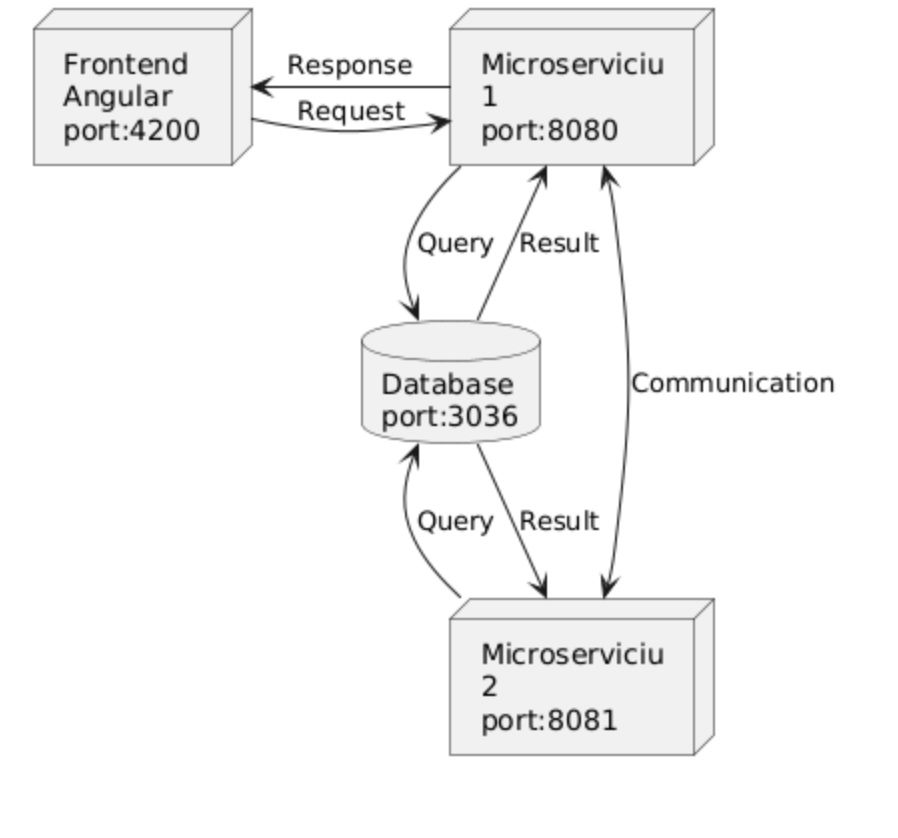 Frontend
Angular
port:4200
Response
Request
Microserviciu
1
port:8080
Query
Result
Database
port:3036
Communication
Query
Result
Microserviciu
2
port:8081